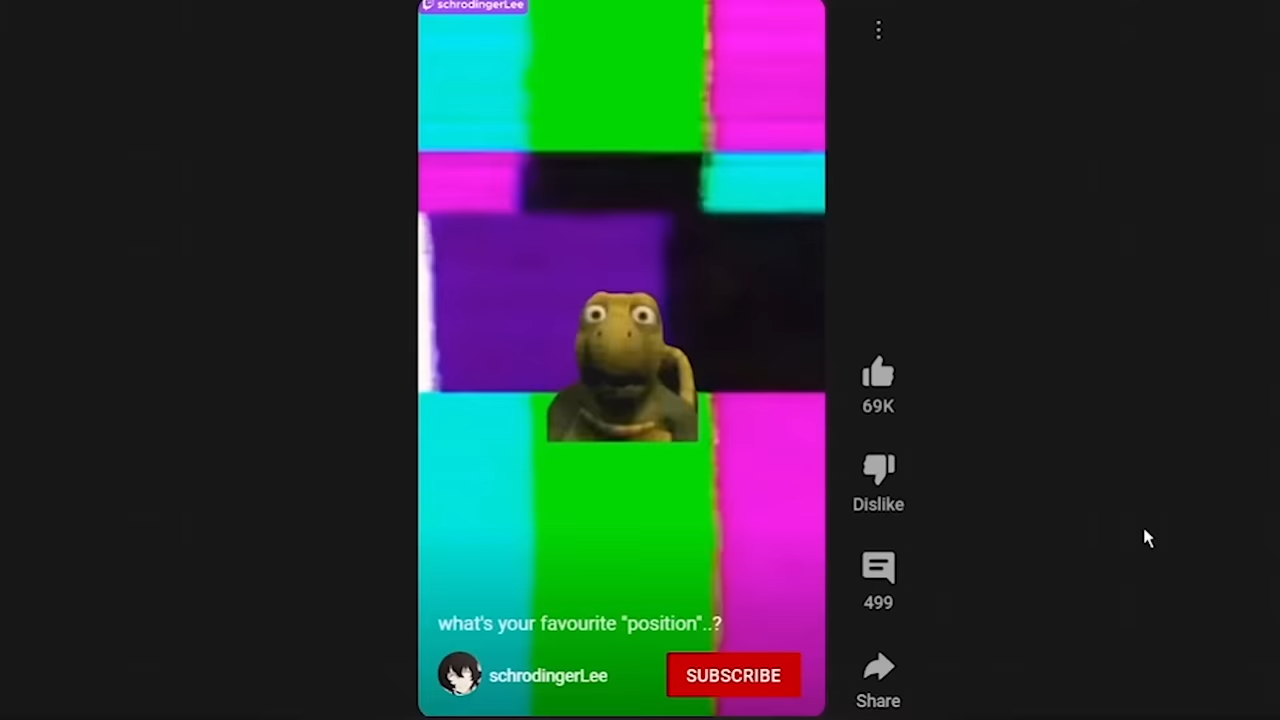 schrodingerLee
69K
Dislike
499
what's your favourite "position"..?
schrodingerLee
SUBSCRIBE
Share